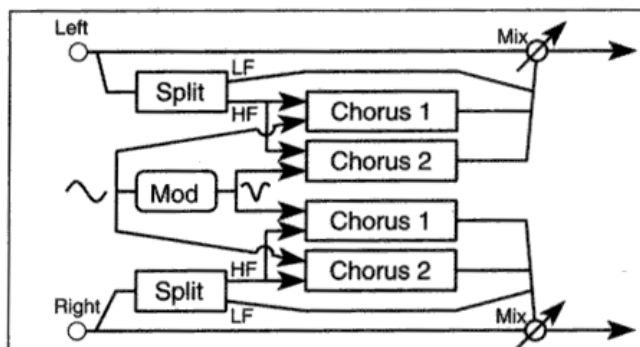 Left
Mix
LF
Split
HF
Chorus 1
Chorus 2
Mod
Chorus 1
HF
Chorus 2
Split
Right
LF
Mix